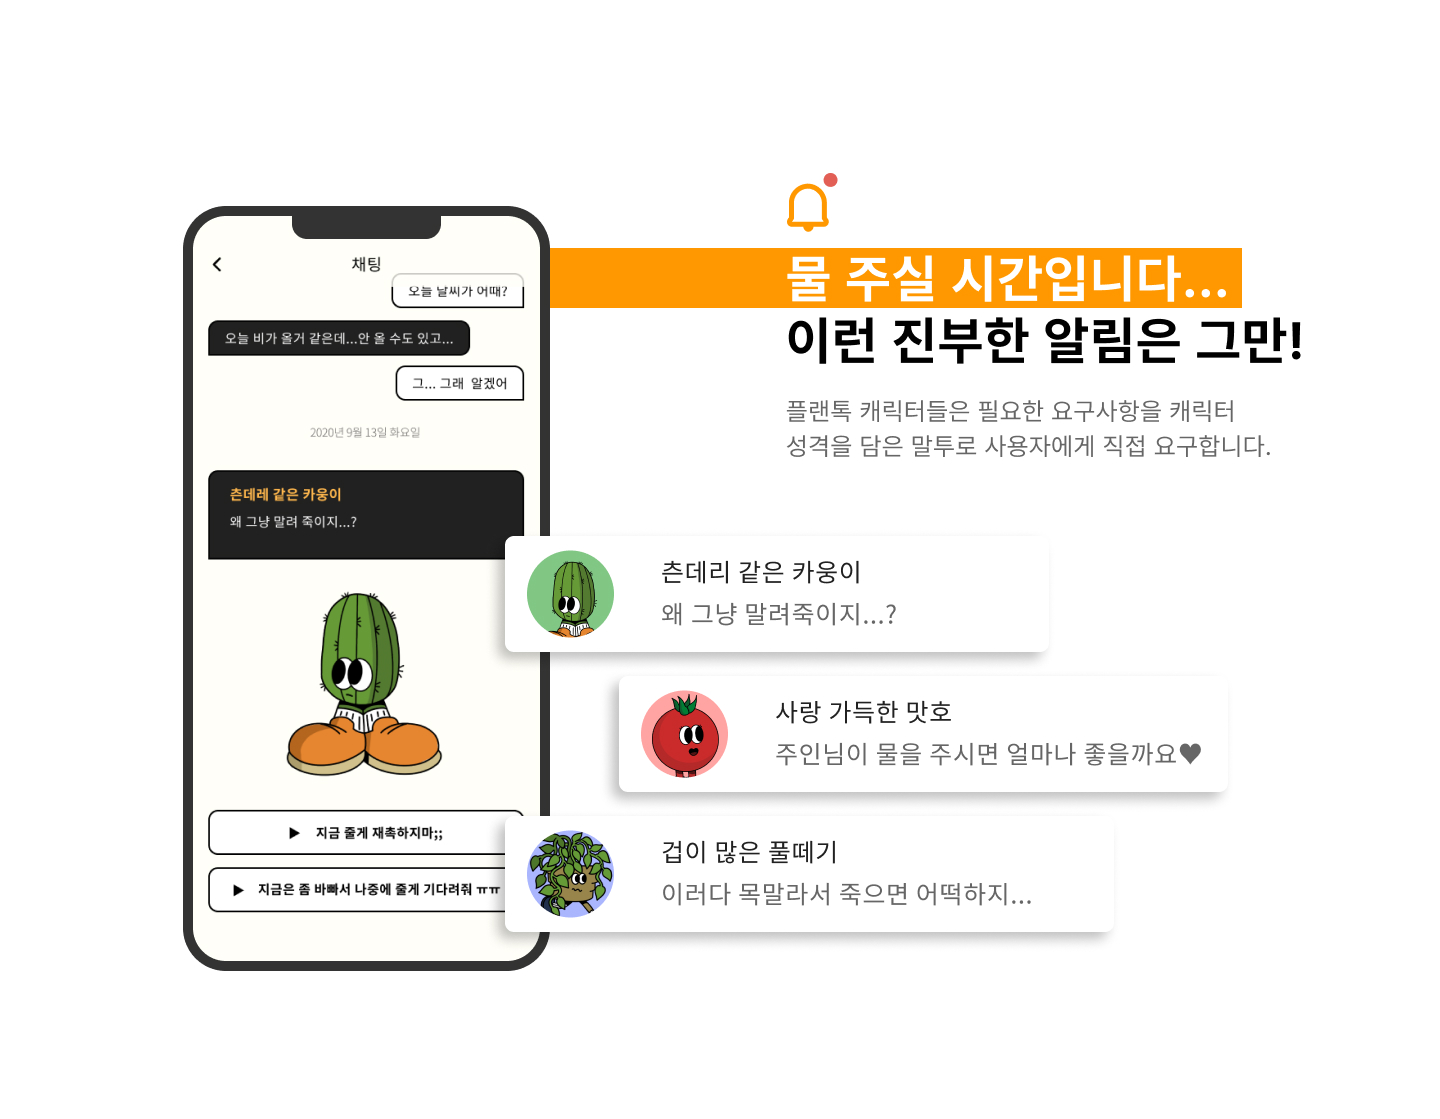 물 주실 시간입니다...
이런 진부한 알림은 그만!
플랜톡 캐릭터들은 필요한 요구사항을 캐릭터
성격을 담은 말투로 사용자에게 직접 요구합니다.
채팅
오늘 날씨가 어때?
오늘 비가 올거 같은데...안 올 수도 있고...
그... 그래 알겠어
2020년 9월 13일 화요일
츤데레 같은 카웅이
왜 그냥 말려 죽이지...?
▶ 지금 줄게 재촉하지마;;
▶ 지금은 좀 바빠서 나중에 줄게 기다려줘 ㅠㅠ
츤데리 같은 카웅이
왜 그냥 말려죽이지...?
사랑 가득한 맛호
주인님이 물을 주시면 얼마나 좋을까요♥
겁이 많은 풀떼기
이러다 목말라서 죽으면 어떡하지...